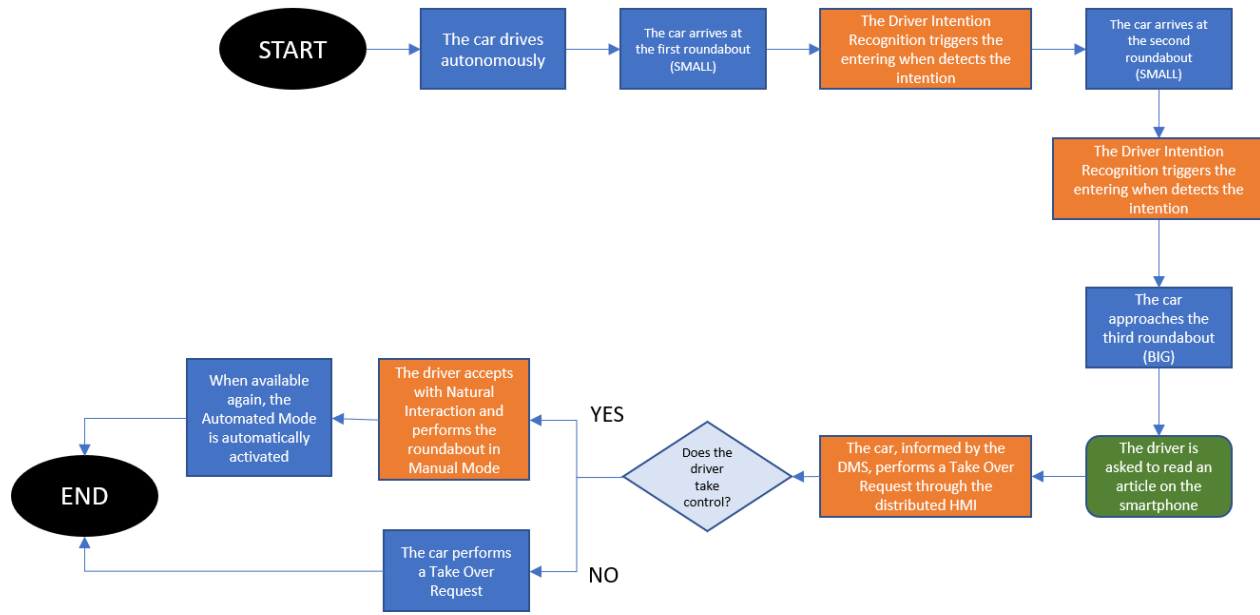 START
The car drives
autonomously
The car arrives at
the first roundabout
(SMALL)
The Driver Intention
Recognition triggers the
entering when detects the
intention
The car arrives at
the second
roundabout
(SMALL)
The Driver Intention
Recognition triggers the
entering when detects the
intention
The car
approaches the
third roundabout
(BIG)
The driver is
asked to read an
article on the
smartphone
The car, informed by
the DMS, performs a Take Over
Request through the
distributed HMI
Does the
driver
take
control?
YES
The driver accepts
with Natural
Interaction and
performs the
roundabout in
Manual Mode
When available
again, the
Automated Mode
is automatically
activated
NO
The car performs
a Take Over
Request
END